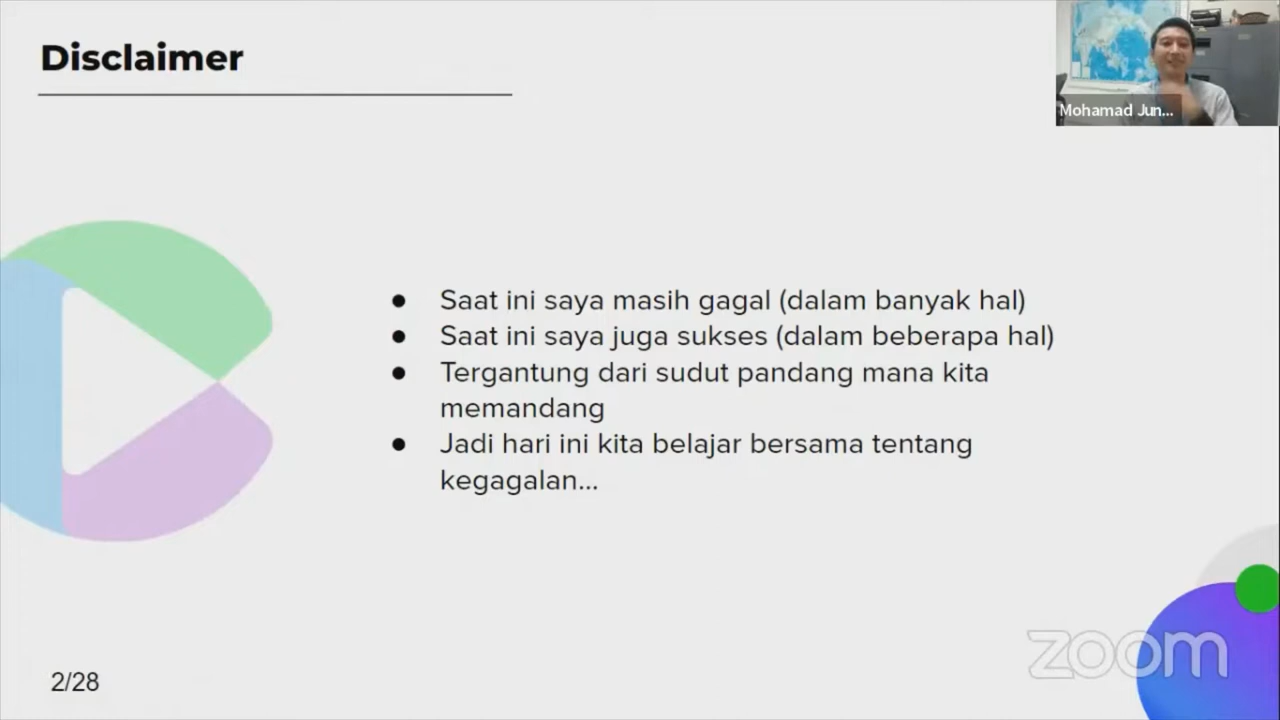 Disclaimer
Mohamad Jun...
● Saat ini saya masih gagal (dalam banyak hal)
● Saat ini saya juga sukses (dalam beberapa hal)
● Tergantung dari sudut pandang mana kita
memandang
● Jadi hari ini kita belajar bersama tentang
kegagalan...
zoom
2/28